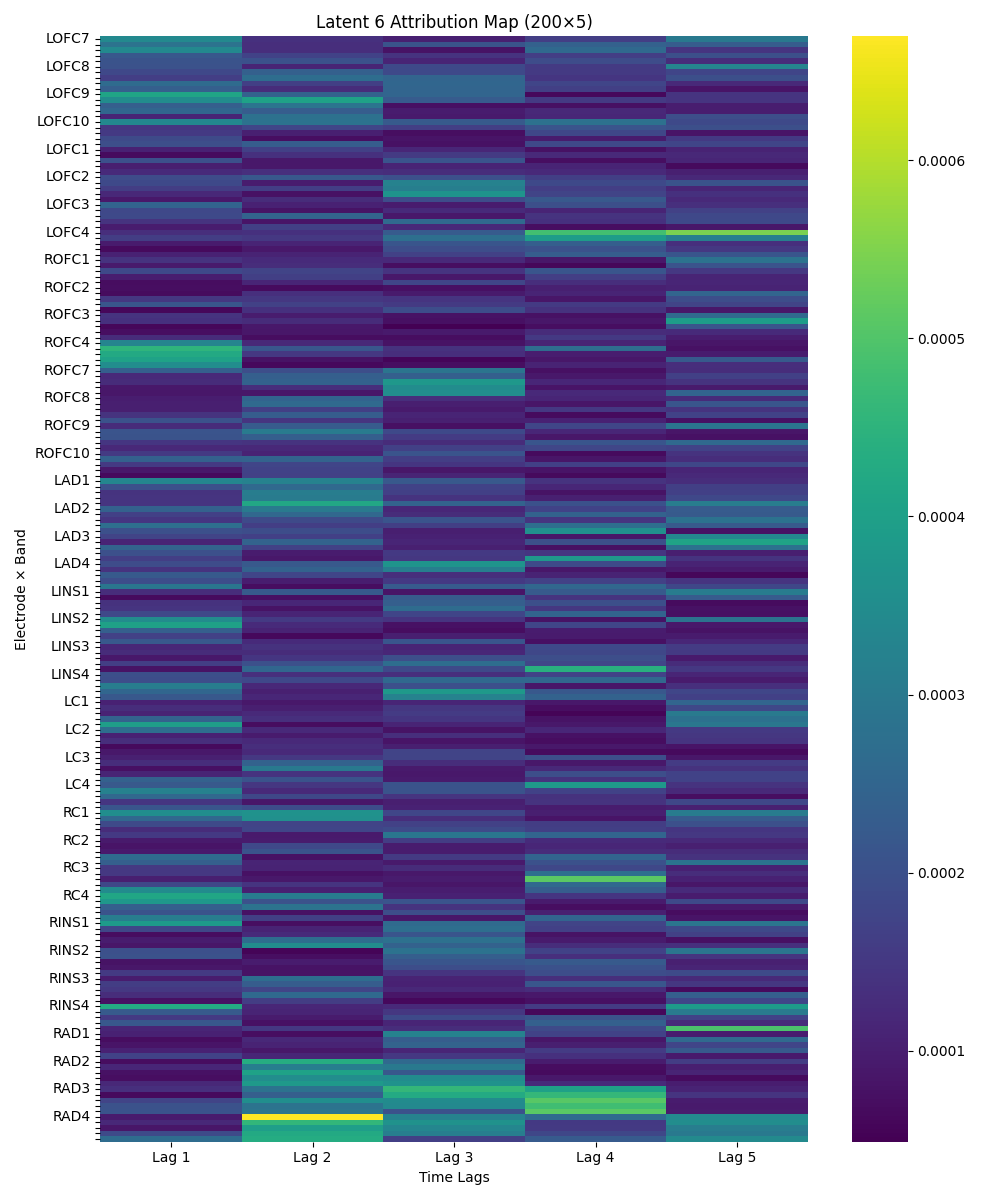 Latent 6 Attribution Map (200×5)
LOFC7
LOFC8
LOFC9
LOFC10
LOFC1
LOFC2
LOFC3
LOFC4
ROFC1
ROFC2
ROFC3
ROFC4
ROFC7
ROFC8
ROFC9
ROFC10
LAD1
LAD2
LAD3
LAD4
LINS1
LINS2
LINS3
LINS4
LC1
LC2
LC3
LC4
RC1
RC2
RC3
RC4
RINS1
RINS2
RINS3
RINS4
RAD1
RAD2
RAD3
RAD4
Electrode × Band
Lag 1 Lag 2 Lag 3 Lag 4 Lag 5
Time Lags
0.0006
0.0005
0.0004
0.0003
0.0002
0.0001